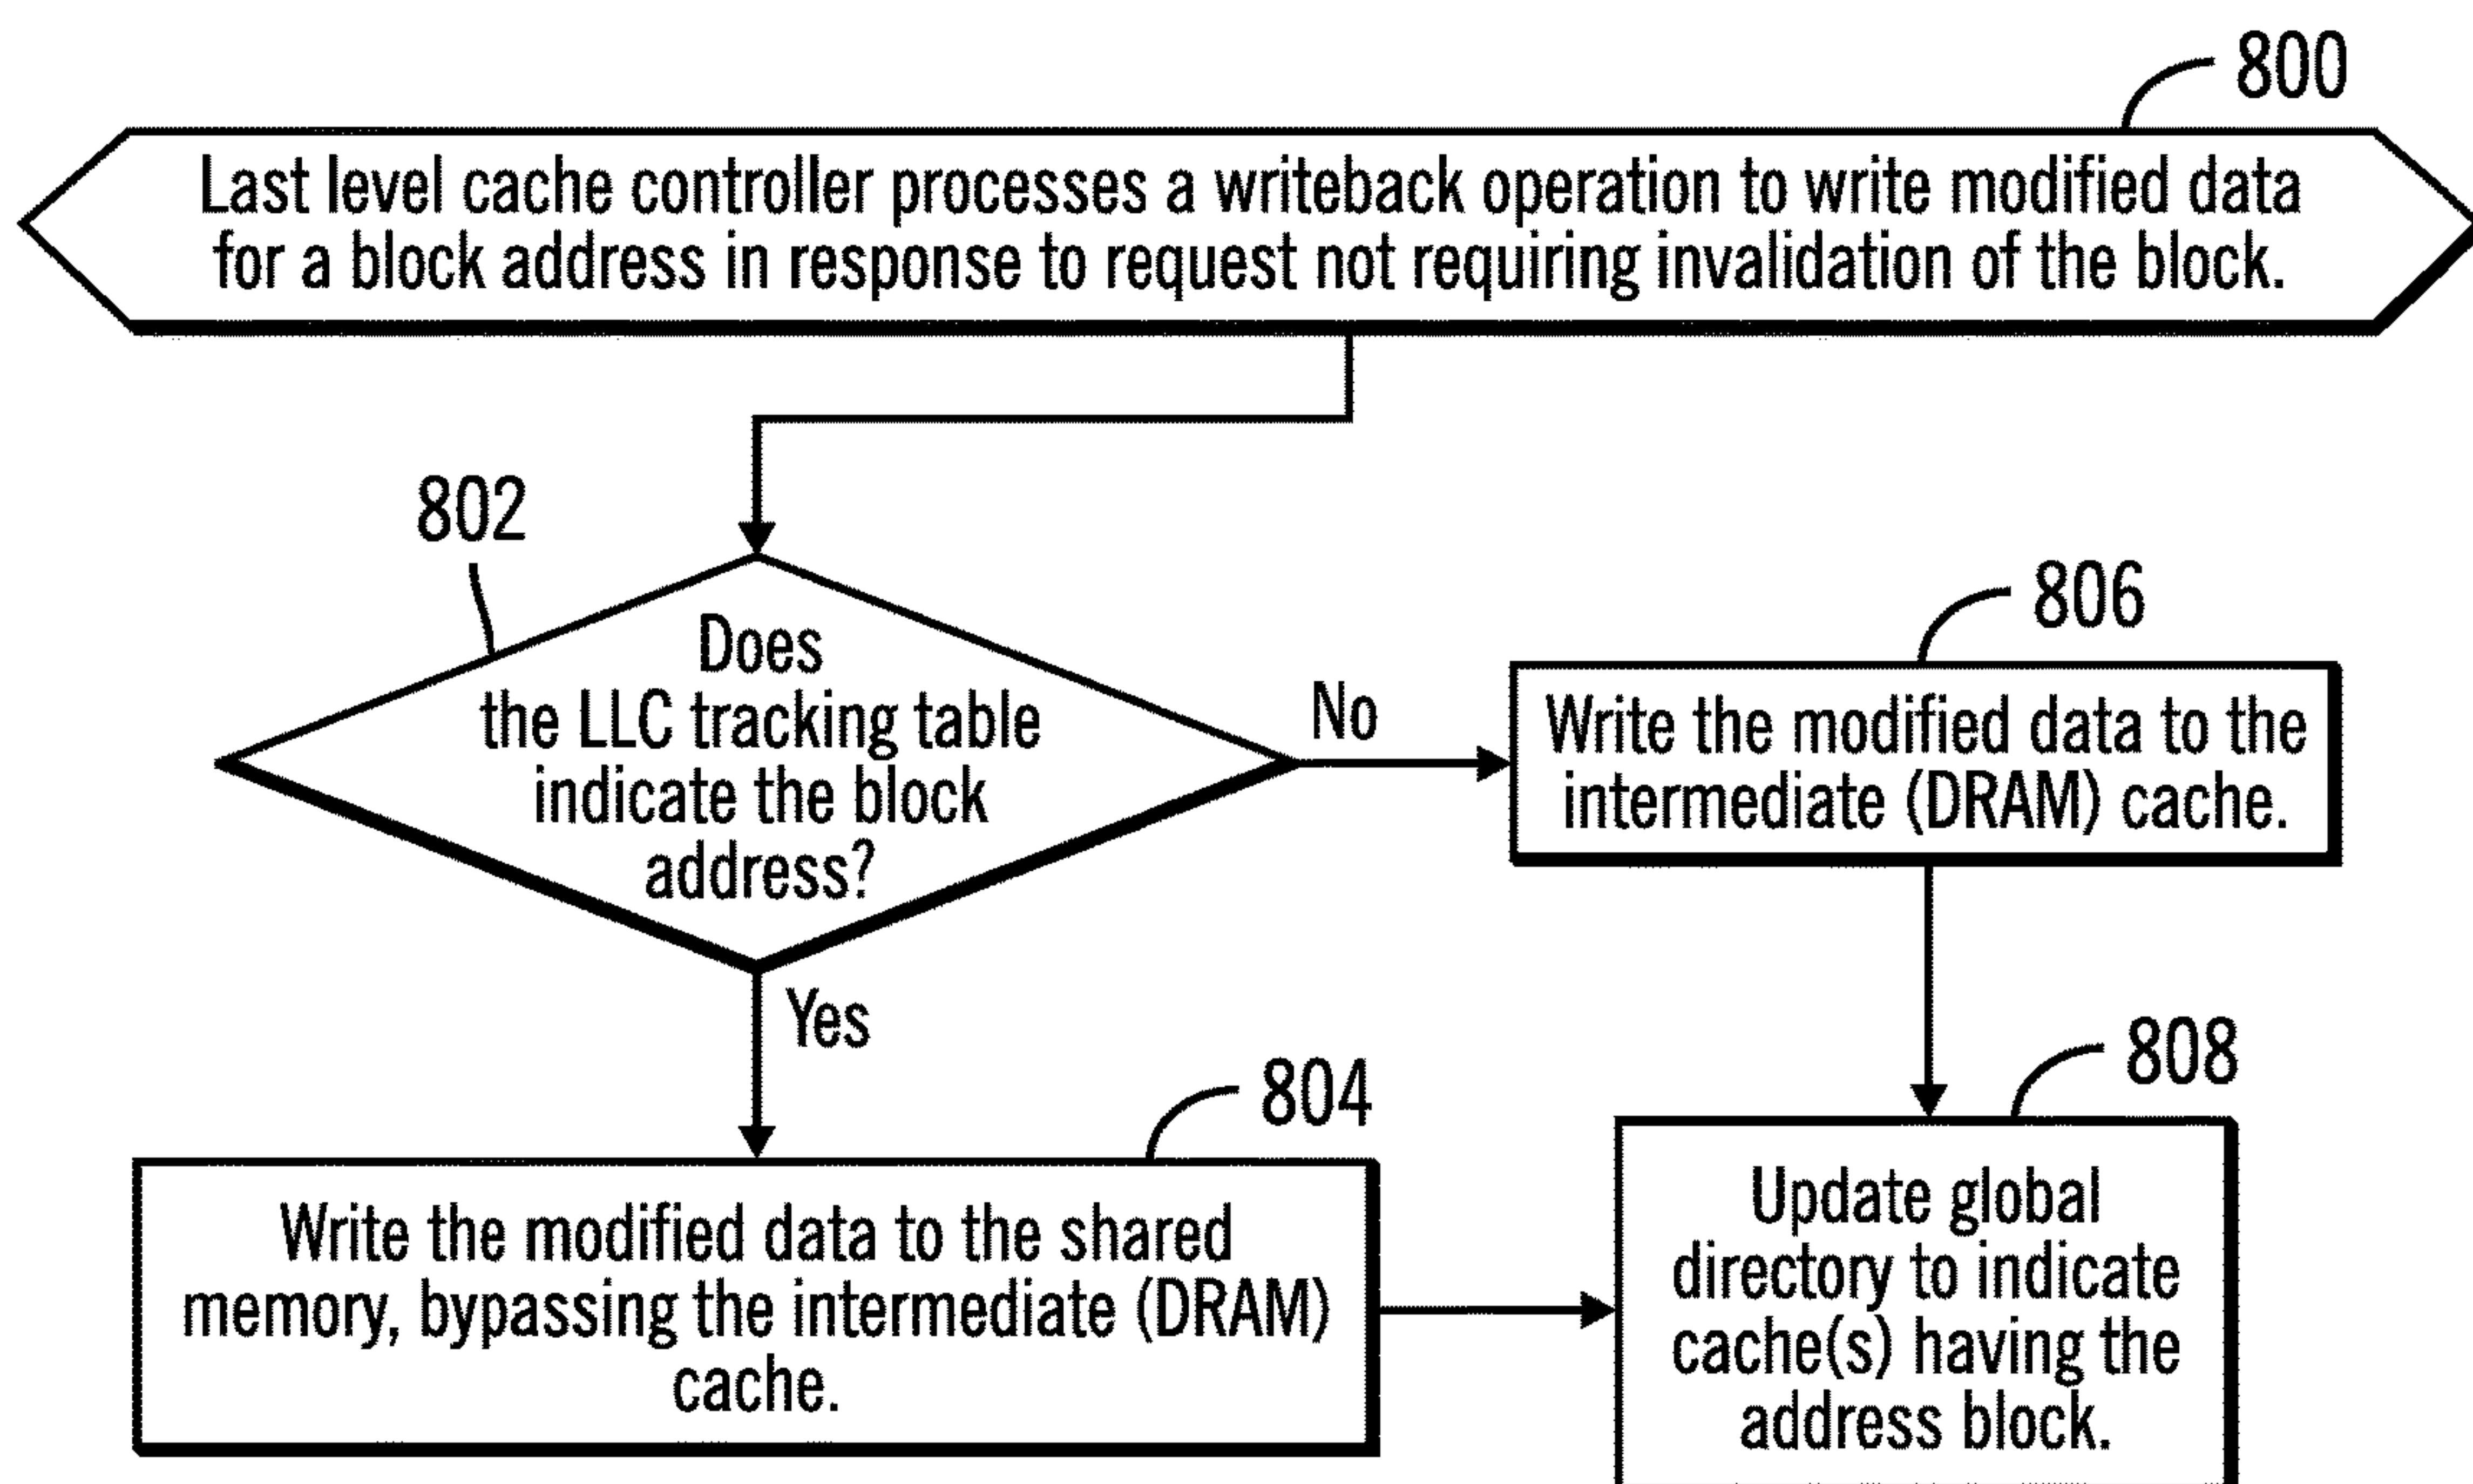 800
Last level cache controller processes a writeback operation to write modified data
for a block address in response to request not requiring invalidation of the block.
802
Does
the LLC tracking table
indicate the block
address?
No
806
Write the modified data to the
intermediate (DRAM) cache.
Yes
804
Write the modified data to the shared
memory, bypassing the intermediate (DRAM)
cache.
808
Update global
directory to indicate
cache(s) having the
address block.